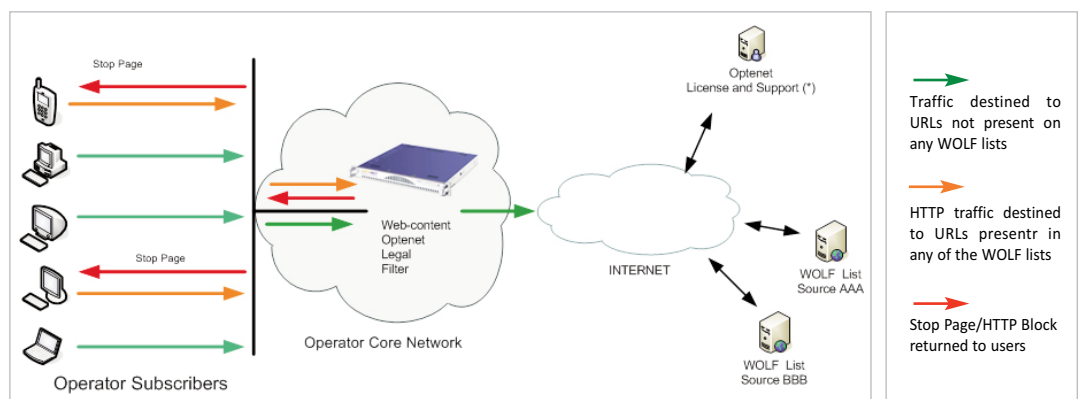 Stop Page
Stop Page
Operator Subscribers
Web-content
Optenet
Legal
Filter
Operator Core Network
Optenet
License and Support (*)
INTERNET
WOLF List
Source AAA
WOLF List
Source BBB
Traffic destined to
URLs not present on
any WOLF lists
HTTP traffic destined
to URLs presentr in
any of the WOLF lists
Stop Page/HTTP Block
returned to users